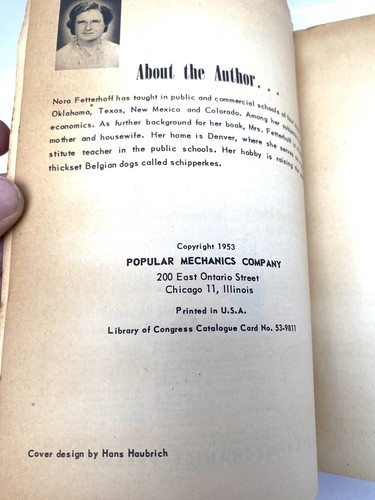 About the Author. . .
Nora Fetterhoff has taught in public and commercial schools of
Oklahoma, Texas, New Mexico and Colorado. Among her
economics. As further background for her book, Mrs. Fetterhoff
mother and housewife. Her home is Denver, where she serves
stitute teacher in the public schools. Her hobby is raising the
thickset Belgian dogs called schipperkes.
Copyright 1953
POPULAR MECHANICS COMPANY
200 East Ontario Street
Chicago 11, Illinois
Printed in U.S.A.
Library of Congress Catalogue Card No. 53-9811
Cover design by Hans Haubrich